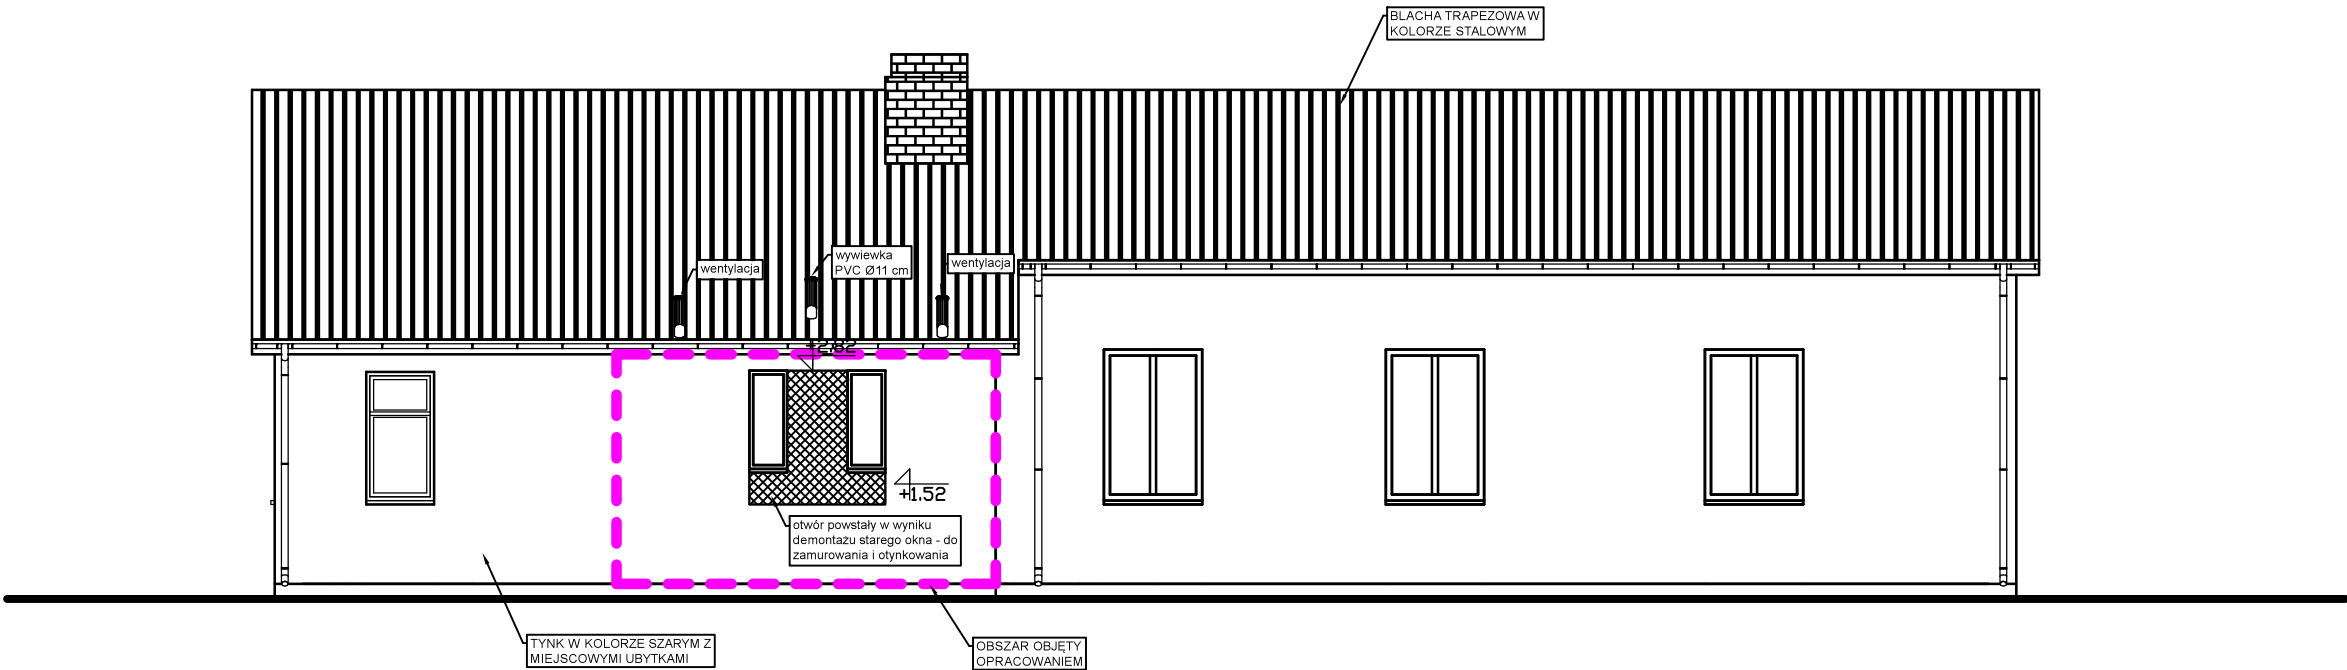 BLACHA TRAPEZOWA W
KOLORZE STALOWYM
wentylacja
wywiewka
PVC Ø11 cm
wentylacja
+2.82
+1.52
otwór powstały w wyniku
demontażu starego okna - do
zamurowania i otynkowania
TYNK W KOLORZE SZARYM Z
MIEJSCOWYMI UBYTKAMI
OBSZAR OBJĘTY
OPRACOWANIEM